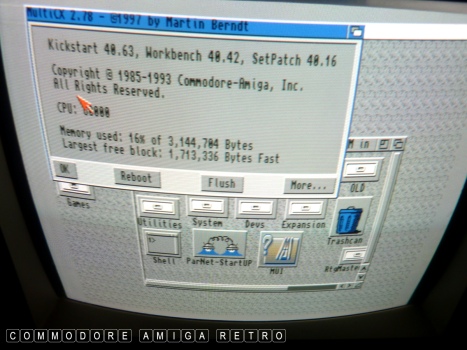 MultiCX 2.78 - ©1997 by Martin Berndt
Kickstart 40.63, Workbench 40.42, SetPatch 40.16
Copyright © 1985-1993 Commodore-Amiga, Inc.
All Rights Reserved.
CPU:
Memory used: 16% of 3,144,704 Bytes
Largest free block: 1,713,336 Bytes Fast
OK
Reboot
Flush
More...
M in
OLD
Games
Utilities
System
Devs
Expansion
Trashcan
Shell
ParNet-StartUP
MUI
COMMODORE AMIGA RETRO